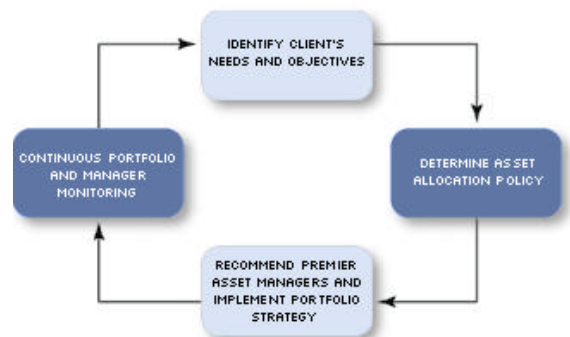 IDENTIFY CLIENT'S
NEEDS AND OBJECTIVES
DETERMINE ASSET
ALLOCATION POLICY
RECOMMEND PREMIER
ASSET MANAGERS AND
IMPLEMENT PORTFOLIO
STRATEGY
CONTINUOUS PORTFOLIO
AND MANAGER
MONITORING